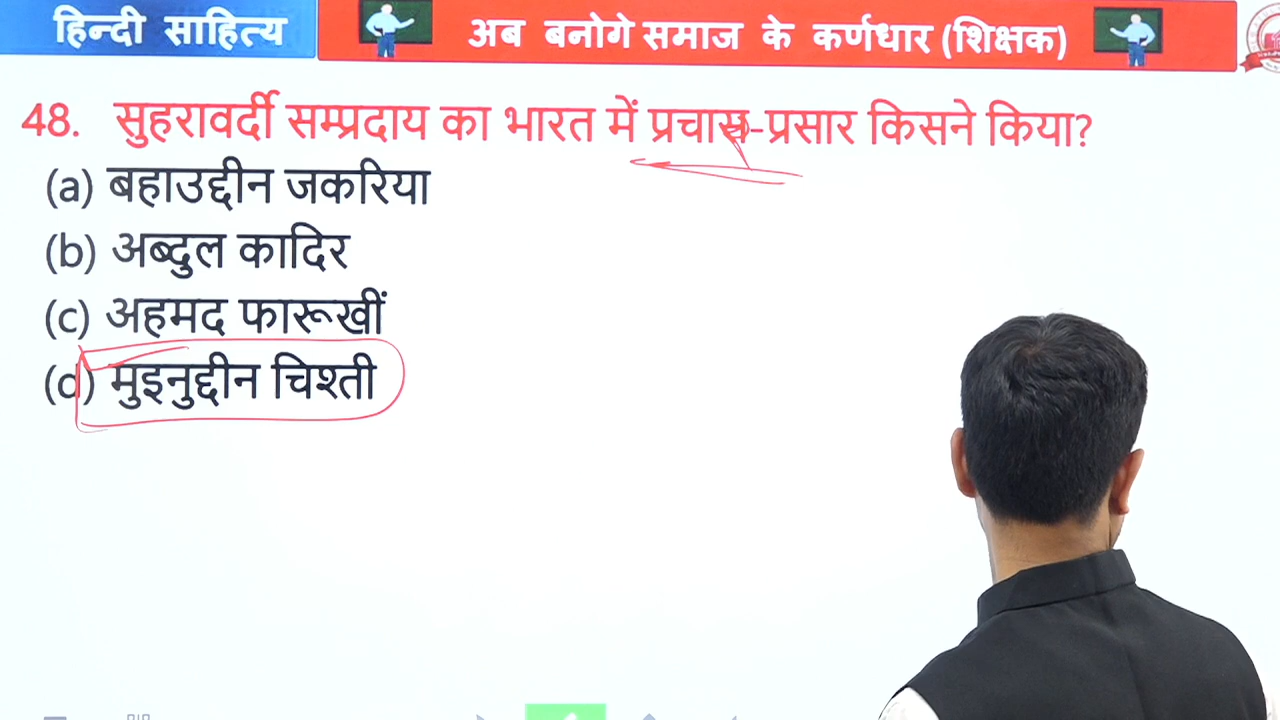 हिन्दी साहित्य
अब बनोगे समाज के कर्णधार (शिक्षक)
48. सुहरावर्दी सम्प्रदाय का भारत में प्रचार-प्रसार किसने किया?
(a) बहाउद्दीन जकरिया
(b) अब्दुल कादिर
(c) अहमद फारूखीं
(d) मुइनुद्दीन चिश्ती